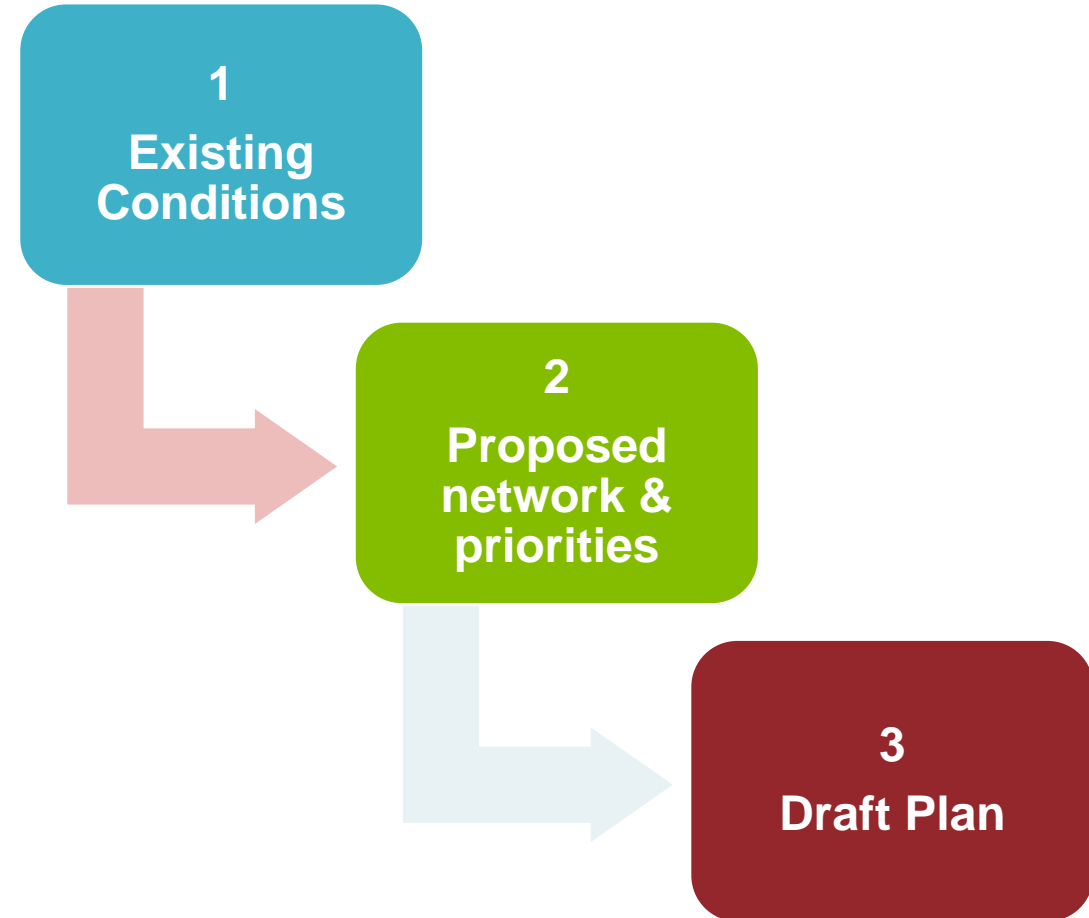 1
Existing
Conditions
2
Proposed
network &
priorities
3
Draft Plan